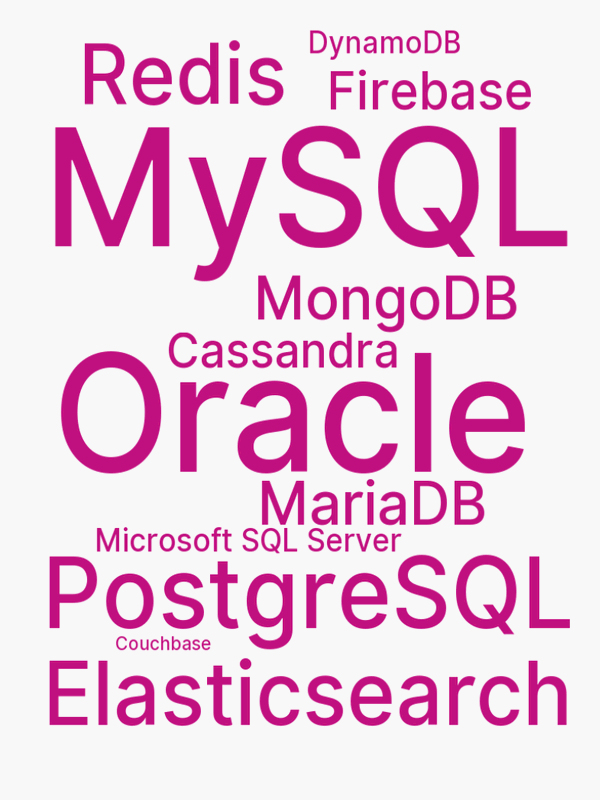 DynamoDB
Redis
Firebase
MySQL
MongoDB
Cassandra
Oracle
MariaDB
Microsoft SQL Server
PostgreSQL
Couchbase
Elasticsearch